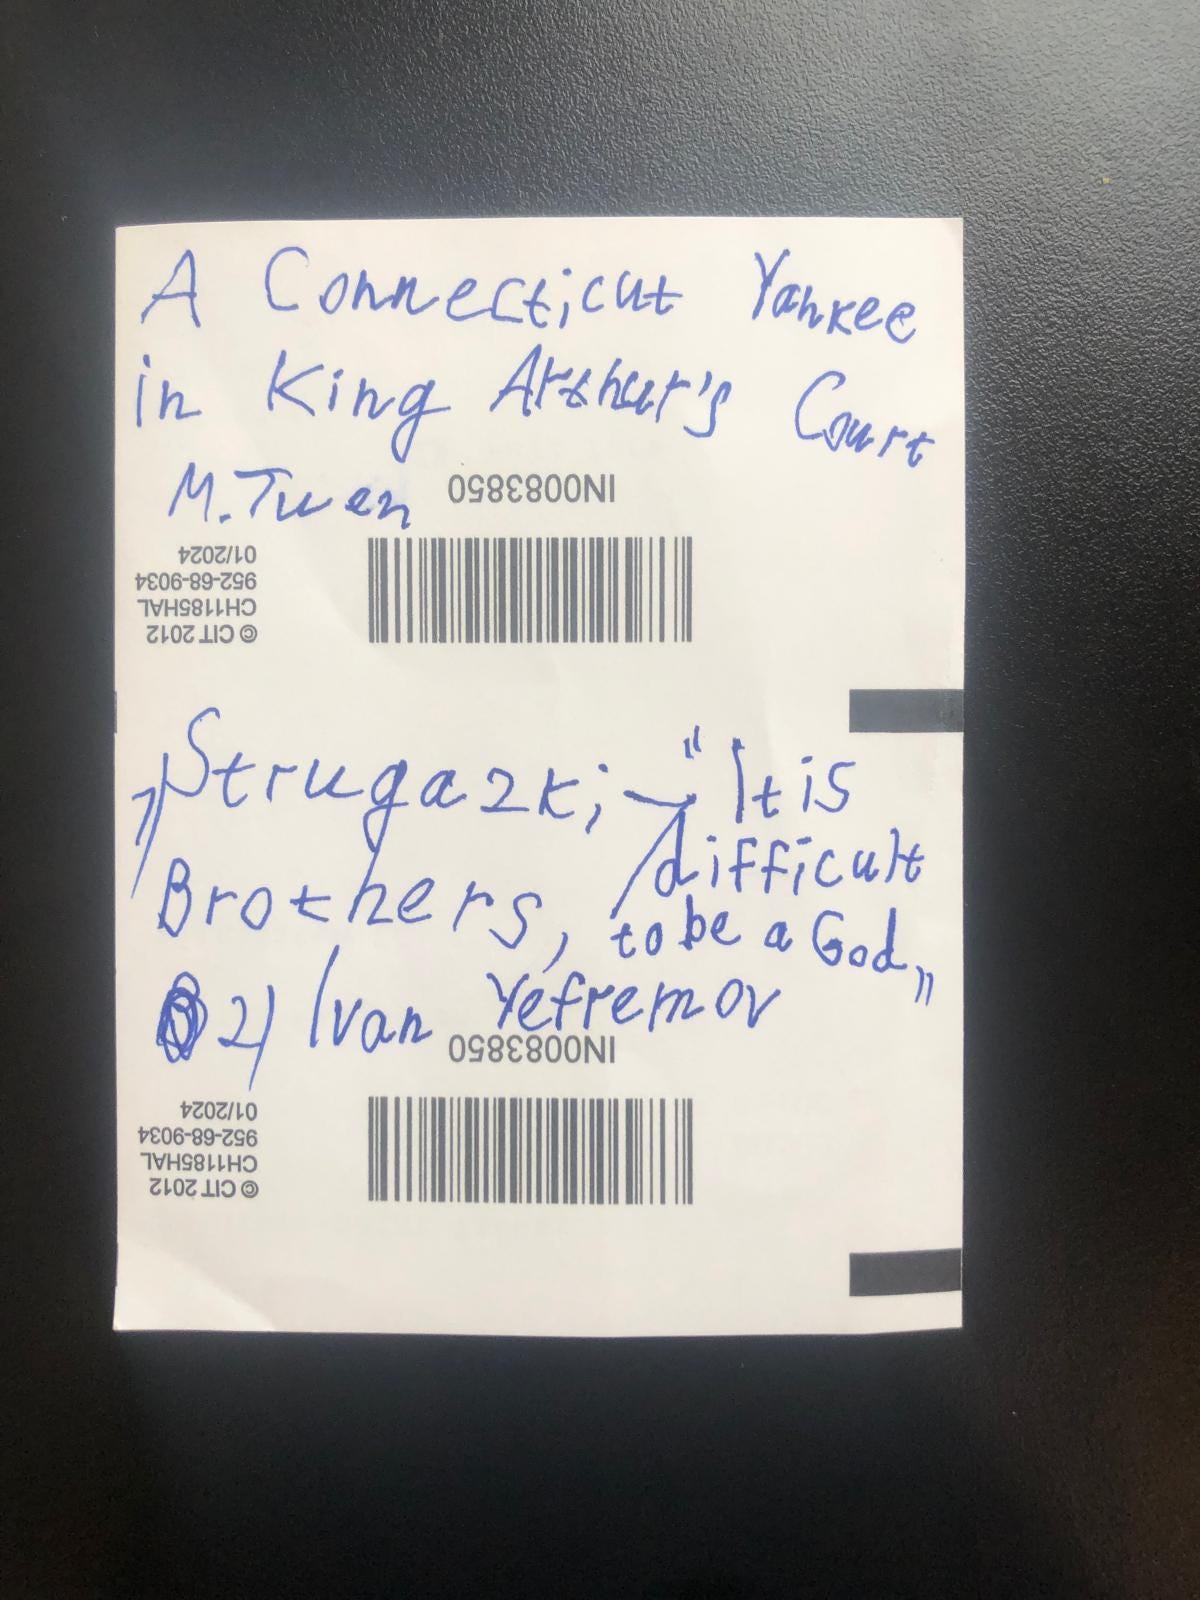 A Connecticut Yankee
in King Arthur's Court
M. Twen
IN0083850
01/2024
952-68-9034
CH1185HAL
© CIT 2012
1) Strugazki
Brothers,
"It is
difficult
to be a God"
2) Ivan Yefremov
IN0083850
01/2024
952-68-9034
CH1185HAL
© CIT 2012